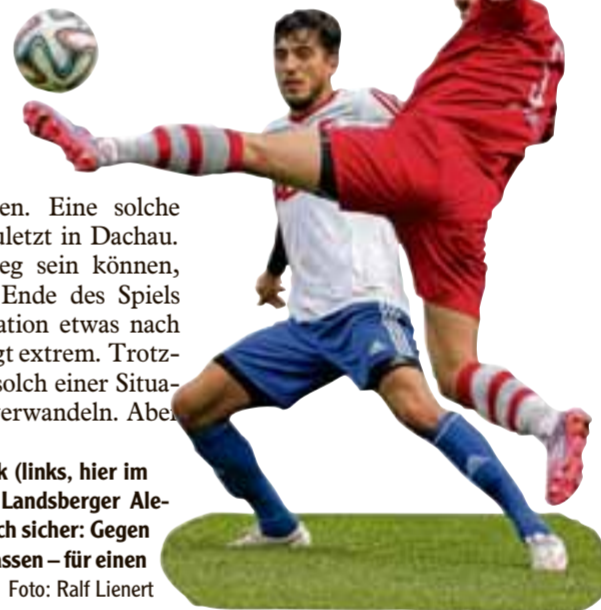 en. Eine solche
uletzt in Dachau.
eg sein können,
Ende des Spiels
ation etwas nach
gt extrem. Trotz-
solch einer Situa-
verwandeln. Aber
k (links, hier im
Landsberger Ale-
ch sicher: Gegen
assen – für einen
Foto: Ralf Lienert